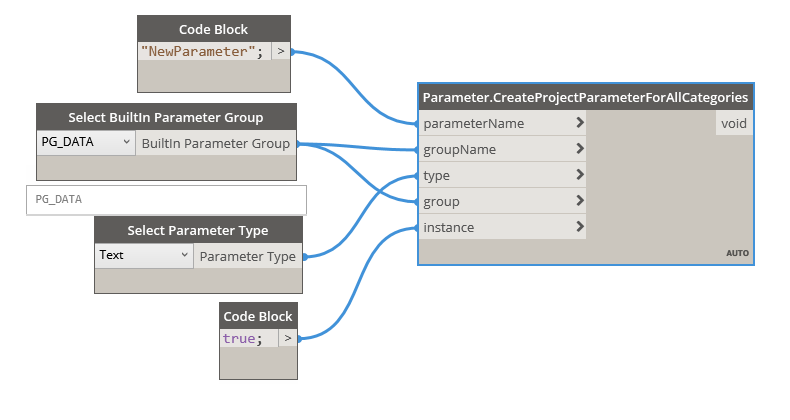 Code Block
"NewParameter"; >
Select BuiltIn Parameter Group
PG_DATA BuiltIn Parameter Group
PG_DATA
Select Parameter Type
Text Parameter Type
Code Block
true; >
Parameter.CreateProjectParameterForAllCategories
parameterName void
groupName
type
group
instance
AUTO